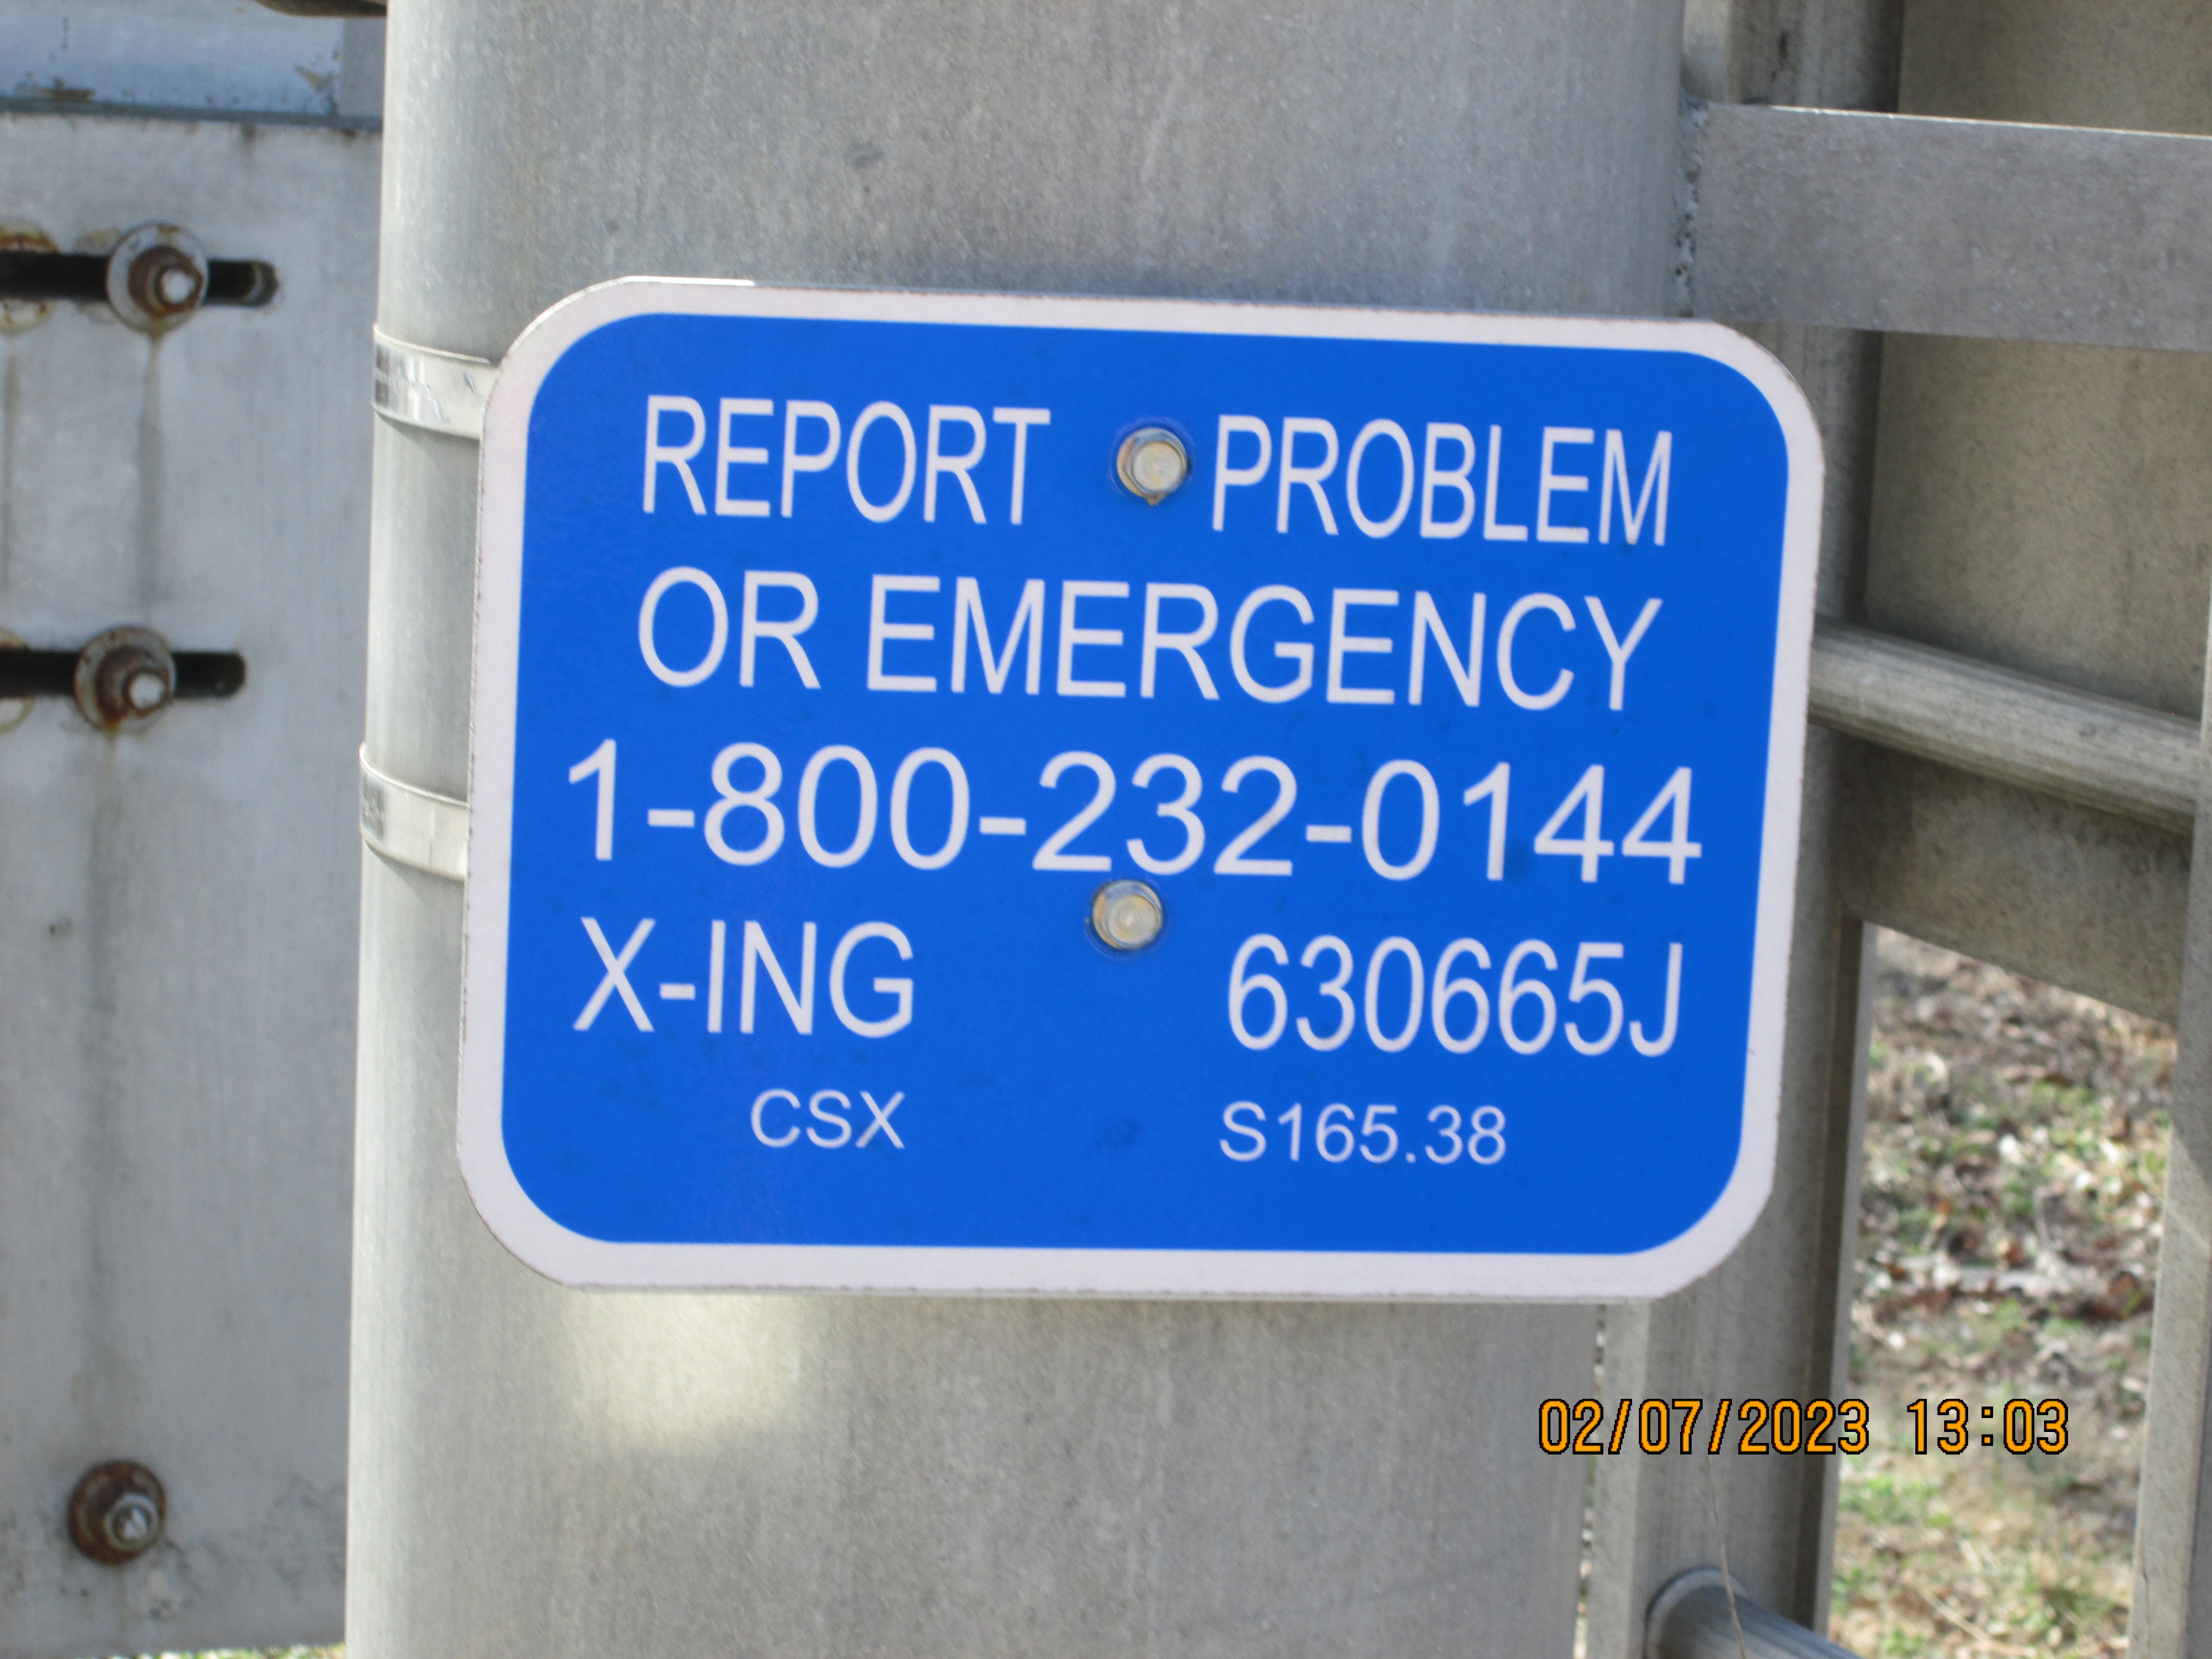 REPORT PROBLEM
OR EMERGENCY
1-800-232-0144
X-ING 630665J
CSX S165.38
02/07/2023 13:03